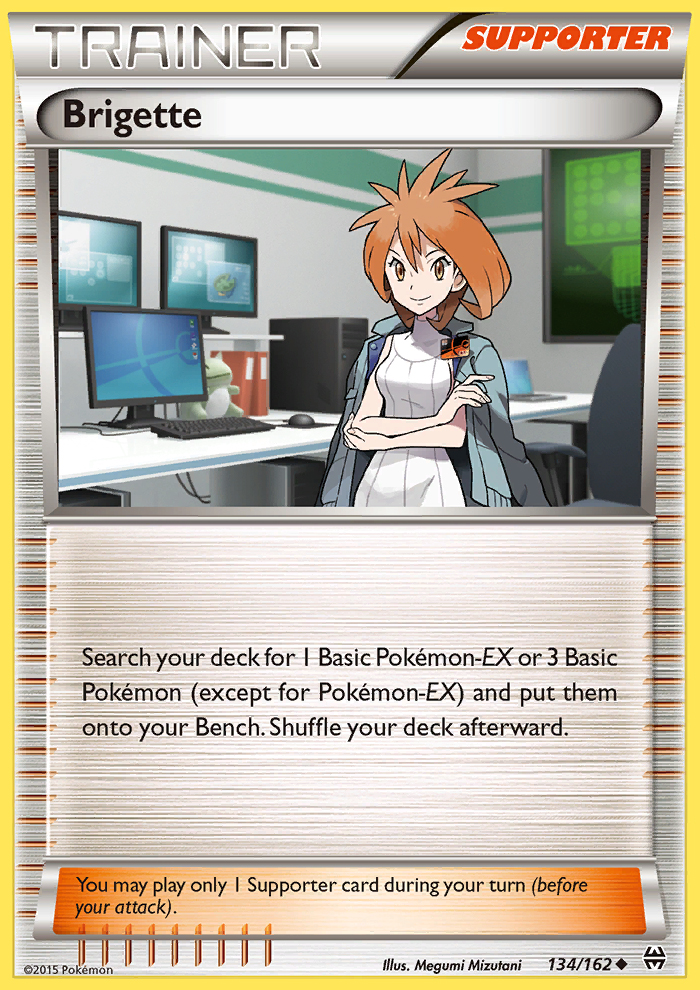 TRAINER
SUPPORTER
Brigette
Search your deck for 1 Basic Pokémon-EX or 3 Basic
Pokémon (except for Pokémon-EX) and put them
onto your Bench. Shuffle your deck afterward.
You may play only 1 Supporter card during your turn (before
your attack).
©2015 Pokémon
Illus. Megumi Mizutani
134/162